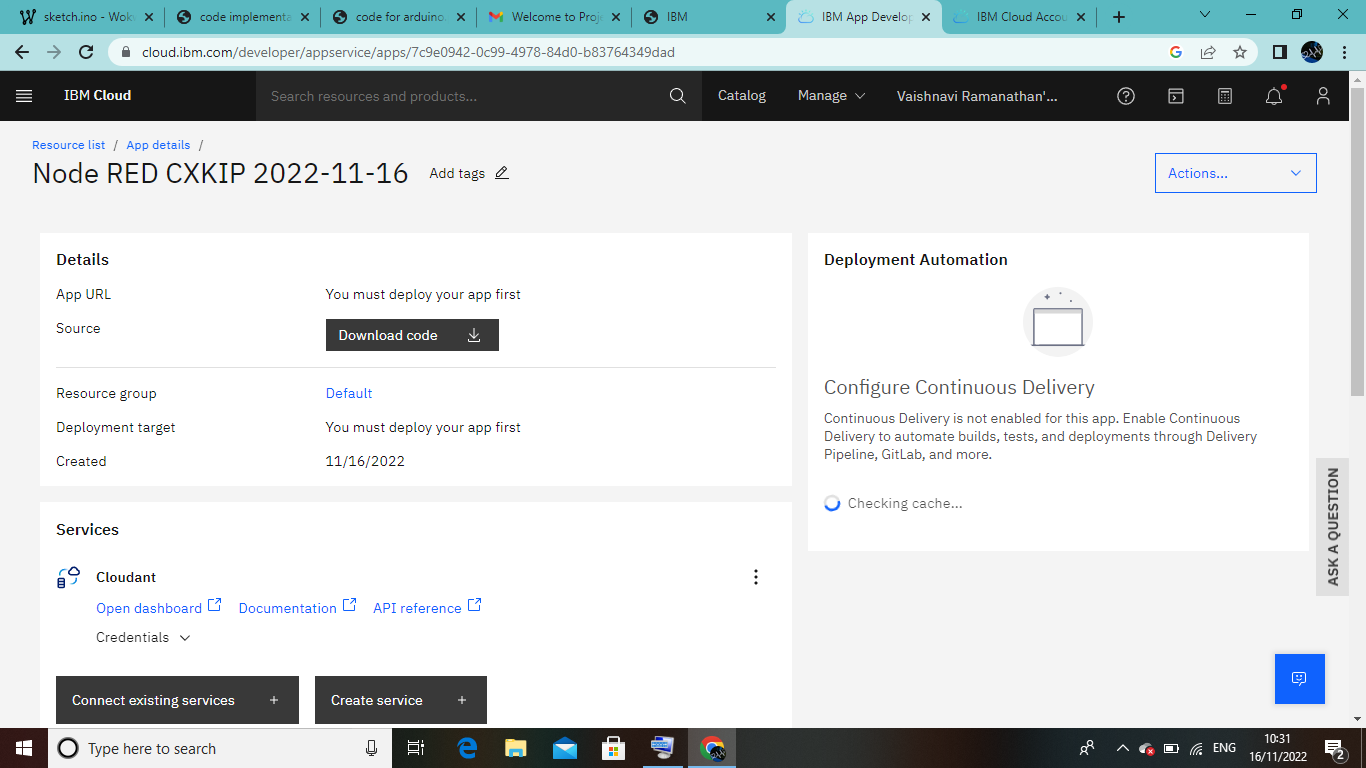 sketch.ino - Wokw
code implementa
code for arduino.
Welcome to Proje
IBM
IBM App Develop
IBM Cloud Accou
cloud.ibm.com/developer/appservice/apps/7c9e0942-0c99-4978-84d0-b83764349dad
IBM Cloud
Search resources and products...
Catalog
Manage
Vaishnavi Ramanathan'...
Resource list / App details /
Node RED CXKIP 2022-11-16
Add tags
Actions...
Details
App URL You must deploy your app first
Source Download code
Resource group Default
Deployment target You must deploy your app first
Created 11/16/2022
Services
Cloudant
Open dashboard Documentation API reference
Credentials
Connect existing services +
Create service +
Deployment Automation
Configure Continuous Delivery
Continuous Delivery is not enabled for this app. Enable Continuous
Delivery to automate builds, tests, and deployments through Delivery
Pipeline, GitLab, and more.
Checking cache...
ASK A QUESTION
Type here to search
ENG
10:31
16/11/2022
2